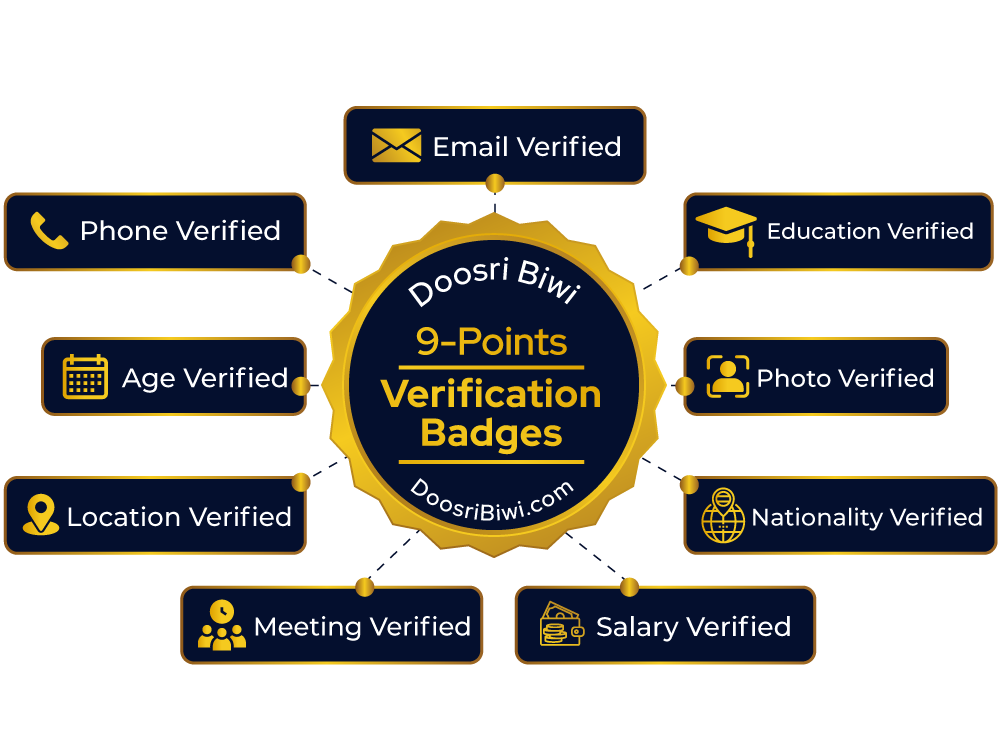 Email Verified
Phone Verified
Education Verified
Doosri Biwi
9-Points
Verification
Badges
DoosriBiwi.com
Age Verified
Photo Verified
Location Verified
Nationality Verified
Meeting Verified
Salary Verified